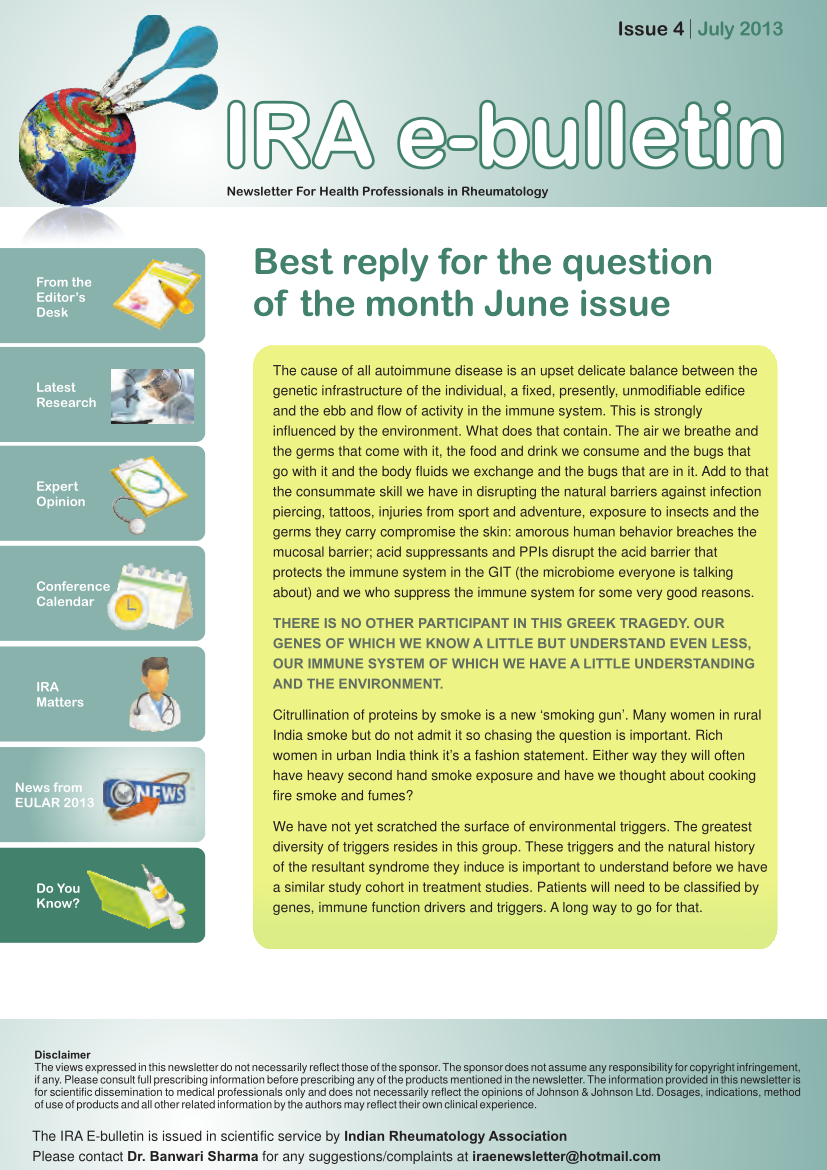 Issue 4 | July 2013
IRA e-bulletin
Newsletter For Health Professionals in Rheumatology
From the
Editor's
Desk
Latest
Research
Expert
Opinion
Conference
Calendar
IRA
Matters
News from
EULAR 2013
NEWS
Do You
Know?
Best reply for the question
of the month June issue
The cause of all autoimmune disease is an upset delicate balance between the
genetic infrastructure of the individual, a fixed, presently, unmodifiable edifice
and the ebb and flow of activity in the immune system. This is strongly
influenced by the environment. What does that contain. The air we breathe and
the germs that come with it, the food and drink we consume and the bugs that
go with it and the body fluids we exchange and the bugs that are in it. Add to that
the consummate skill we have in disrupting the natural barriers against infection
piercing, tattoos, injuries from sport and adventure, exposure to insects and the
germs they carry compromise the skin: amorous human behavior breaches the
mucosal barrier; acid suppressants and PPIs disrupt the acid barrier that
protects the immune system in the GIT (the microbiome everyone is talking
about) and we who suppress the immune system for some very good reasons.
THERE IS NO OTHER PARTICIPANT IN THIS GREEK TRAGEDY. OUR
GENES OF WHICH WE KNOW A LITTLE BUT UNDERSTAND EVEN LESS,
OUR IMMUNE SYSTEM OF WHICH WE HAVE A LITTLE UNDERSTANDING
AND THE ENVIRONMENT.
Citrullination of proteins by smoke is a new ‘smoking gun’. Many women in rural
India smoke but do not admit it so chasing the question is important. Rich
women in urban India think it’s a fashion statement. Either way they will often
have heavy second hand smoke exposure and have we thought about cooking
fire smoke and fumes?
We have not yet scratched the surface of environmental triggers. The greatest
diversity of triggers resides in this group. These triggers and the natural history
of the resultant syndrome they induce is important to understand before we have
a similar study cohort in treatment studies. Patients will need to be classified by
genes, immune function drivers and triggers. A long way to go for that.
Disclaimer
The views expressed in this newsletter do not necessarily reflect those of the sponsor. The sponsor does not assume any responsibility for copyright infringement,
if any. Please consult full prescribing information before prescribing any of the products mentioned in the newsletter. The information provided in this newsletter is
for scientific dissemination to medical professionals only and does not necessarily reflect the opinions of Johnson & Johnson Ltd. Dosages, indications, method
of use of products and all other related information by the authors may reflect their own clinical experience.
The IRA E-bulletin is issued in scientific service by Indian Rheumatology Association
Please contact Dr. Banwari Sharma for any suggestions/complaints at iraenewsletter@hotmail.com